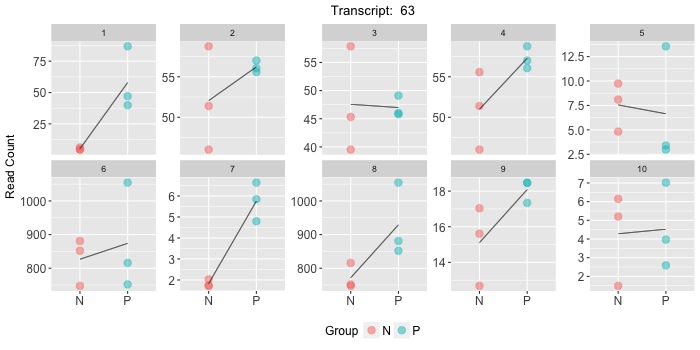 Transcript: 63
1 2 3 4 5
75 50 25
55 50
55 50 45 40
55 50
12.5 10.0 7.5 5.0 2.5
Read Count
6 7 8 9 10
1000 900 800
6 5 4 3 2
1000 900 800
18 16 14
7 6 5 4 3 2
N P N P N P N P N P
Group N P